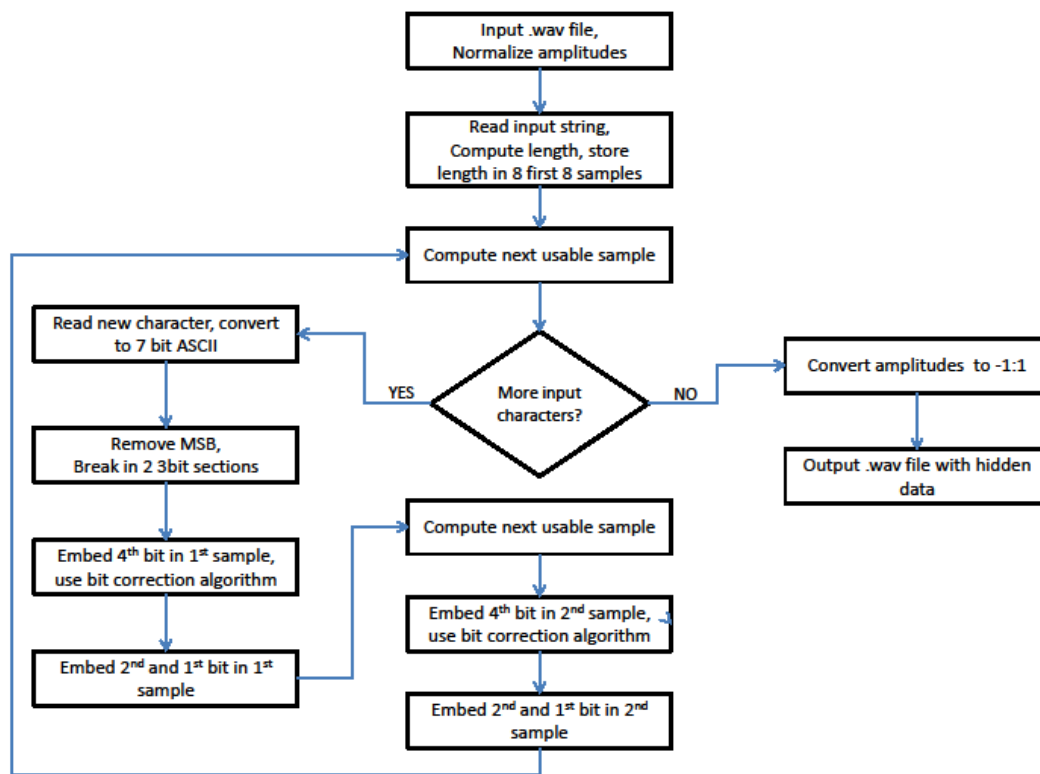 Input .wav file,
Normalize amplitudes
Read input string,
Compute length, store
length in 8 first 8 samples
Compute next usable sample
Read new character, convert
to 7 bit ASCII
YES
More input
characters?
NO
Convert amplitudes to -1:1
Remove MSB,
Break in 2 3bit sections
Output .wav file with hidden
data
Embed 4th bit in 1st sample,
use bit correction algorithm
Embed 2nd and 1st bit in 1st
sample
Compute next usable sample
Embed 4th bit in 2nd sample,
use bit correction algorithm
Embed 2nd and 1st bit in 2nd
sample